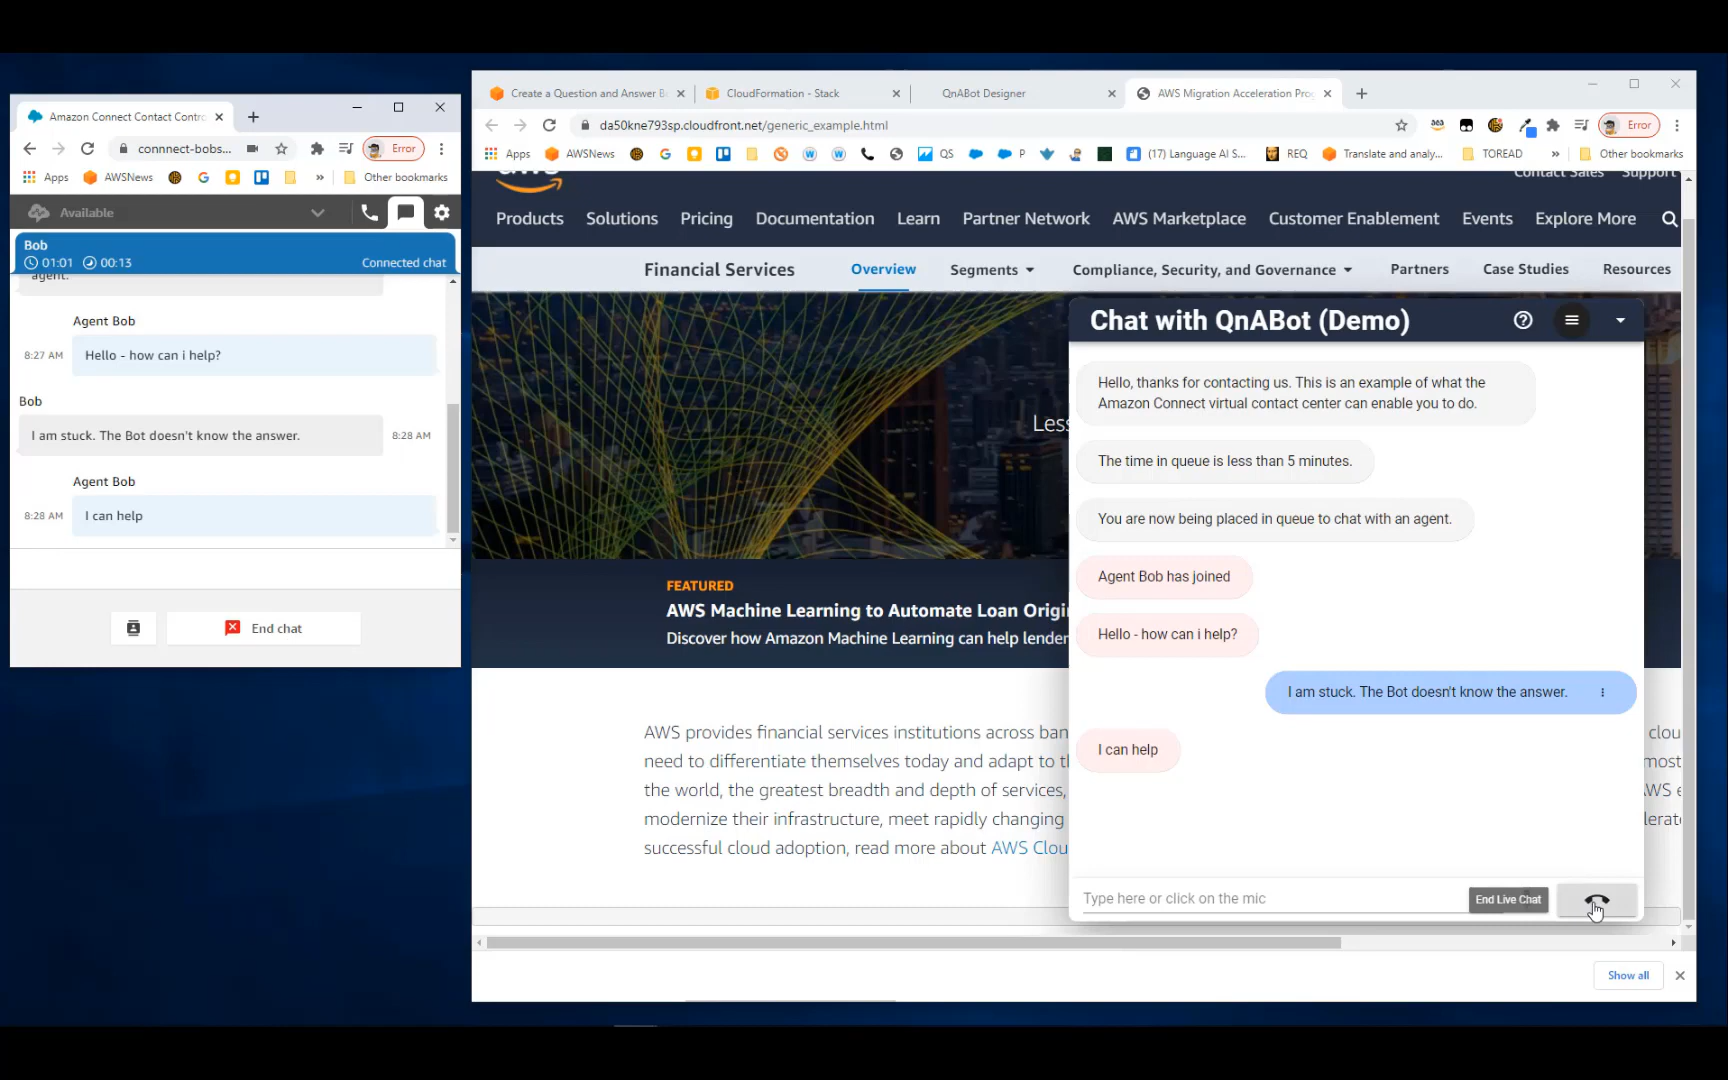 Amazon Connect Contact Contro
connnect-bobs...
Error
Apps
AWSNews
»
Other bookmarks
Available
Bob
01:01
00:13
Connected chat
agent.
Agent Bob
8:27 AM
Hello - how can i help?
Bob
I am stuck. The Bot doesn't know the answer.
8:28 AM
Agent Bob
8:28 AM
I can help
End chat
Create a Question and Answer B
CloudFormation - Stack
QnABot Designer
AWS Migration Acceleration Pro
da50kne793sp.cloudfront.net/generic_example.html
Error
Apps
AWSNews
QS
P
(17) Language AI S...
REQ
Translate and analy...
TOREAD
»
Other bookmarks
aws
Contact Sales
Support
Products
Solutions
Pricing
Documentation
Learn
Partner Network
AWS Marketplace
Customer Enablement
Events
Explore More
Financial Services
Overview
Segments
Compliance, Security, and Governance
Partners
Case Studies
Resources
Less
FEATURED
AWS Machine Learning to Automate Loan Origi
Discover how Amazon Machine Learning can help lender
AWS provides financial services institutions across ban
need to differentiate themselves today and adapt to t
the world, the greatest breadth and depth of services,
modernize their infrastructure, meet rapidly changing
successful cloud adoption, read more about AWS Clou
clou
most
AWS e
lerat
Chat with QnABot (Demo)
Hello, thanks for contacting us. This is an example of what the
Amazon Connect virtual contact center can enable you to do.
The time in queue is less than 5 minutes.
You are now being placed in queue to chat with an agent.
Agent Bob has joined
Hello - how can i help?
I am stuck. The Bot doesn't know the answer.
I can help
Type here or click on the mic
End Live Chat
Show all